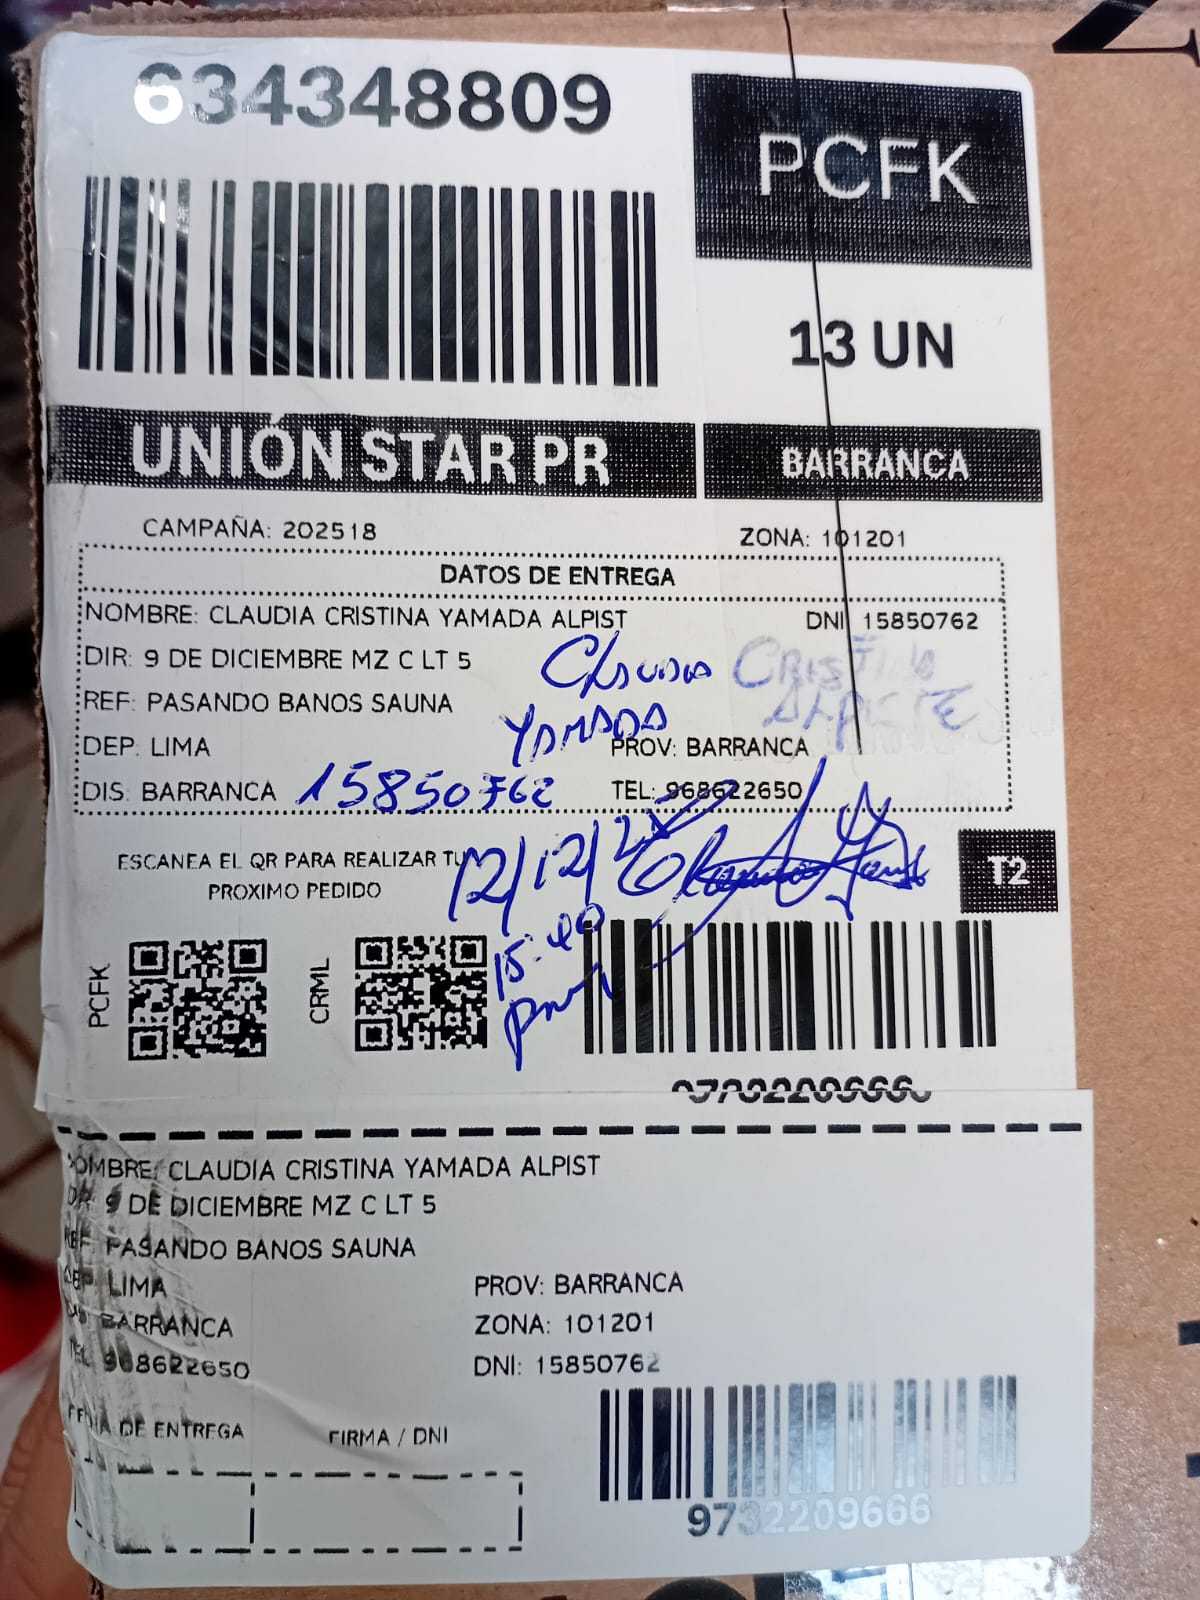 634348809
PCFK
13 UN
UNIÓN STAR PR
BARRANCA
CAMPAÑA: 202518
ZONA: 101201
DATOS DE ENTREGA
NOMBRE: CLAUDIA CRISTINA YAMADA ALPIST
DNI 15850762
DIR: 9 DE DICIEMBRE MZ C LT 5
CLAUDIA CRISTINA
REF: PASANDO BANOS SAUNA
YAMADA ALPISTE
DEP: LIMA
PROV: BARRANCA
DIS: BARRANCA
15850762
TEL: 968622650
ESCANEA EL QR PARA REALIZAR TU
PROXIMO PEDIDO
12/12/25
T2
15:40
pm
PCFK
CRML
9732209666
NOMBRE: CLAUDIA CRISTINA YAMADA ALPIST
DIR: 9 DE DICIEMBRE MZ C LT 5
REF: PASANDO BANOS SAUNA
DEP: LIMA
PROV: BARRANCA
DIS: BARRANCA
ZONA: 101201
TEL: 968622650
DNI: 15850762
FECHA DE ENTREGA
FIRMA / DNI
9732209666